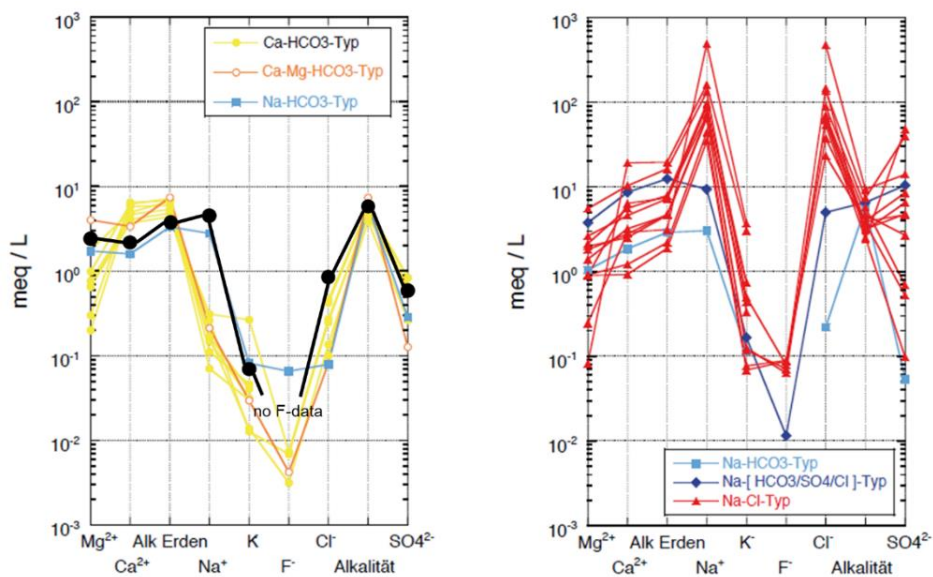 10³
10²
10¹
10⁰
10⁻¹
10⁻²
10⁻³
meq / L
Ca-HCO3-Typ
Ca-Mg-HCO3-Typ
Na-HCO3-Typ
no F-data
Mg²⁺ Alk Erden K Cl⁻ SO4²⁻
Ca²⁺ Na⁺ F⁻ Alkalität
10³
10²
10¹
10⁰
10⁻¹
10⁻²
10⁻³
meq / L
Na-HCO3-Typ
Na-[ HCO3/SO4/Cl ]-Typ
Na-Cl-Typ
Mg²⁺ Alk Erden K⁻ Cl⁻ SO4²⁻
Ca²⁺ Na⁺ F⁻ Alkalität